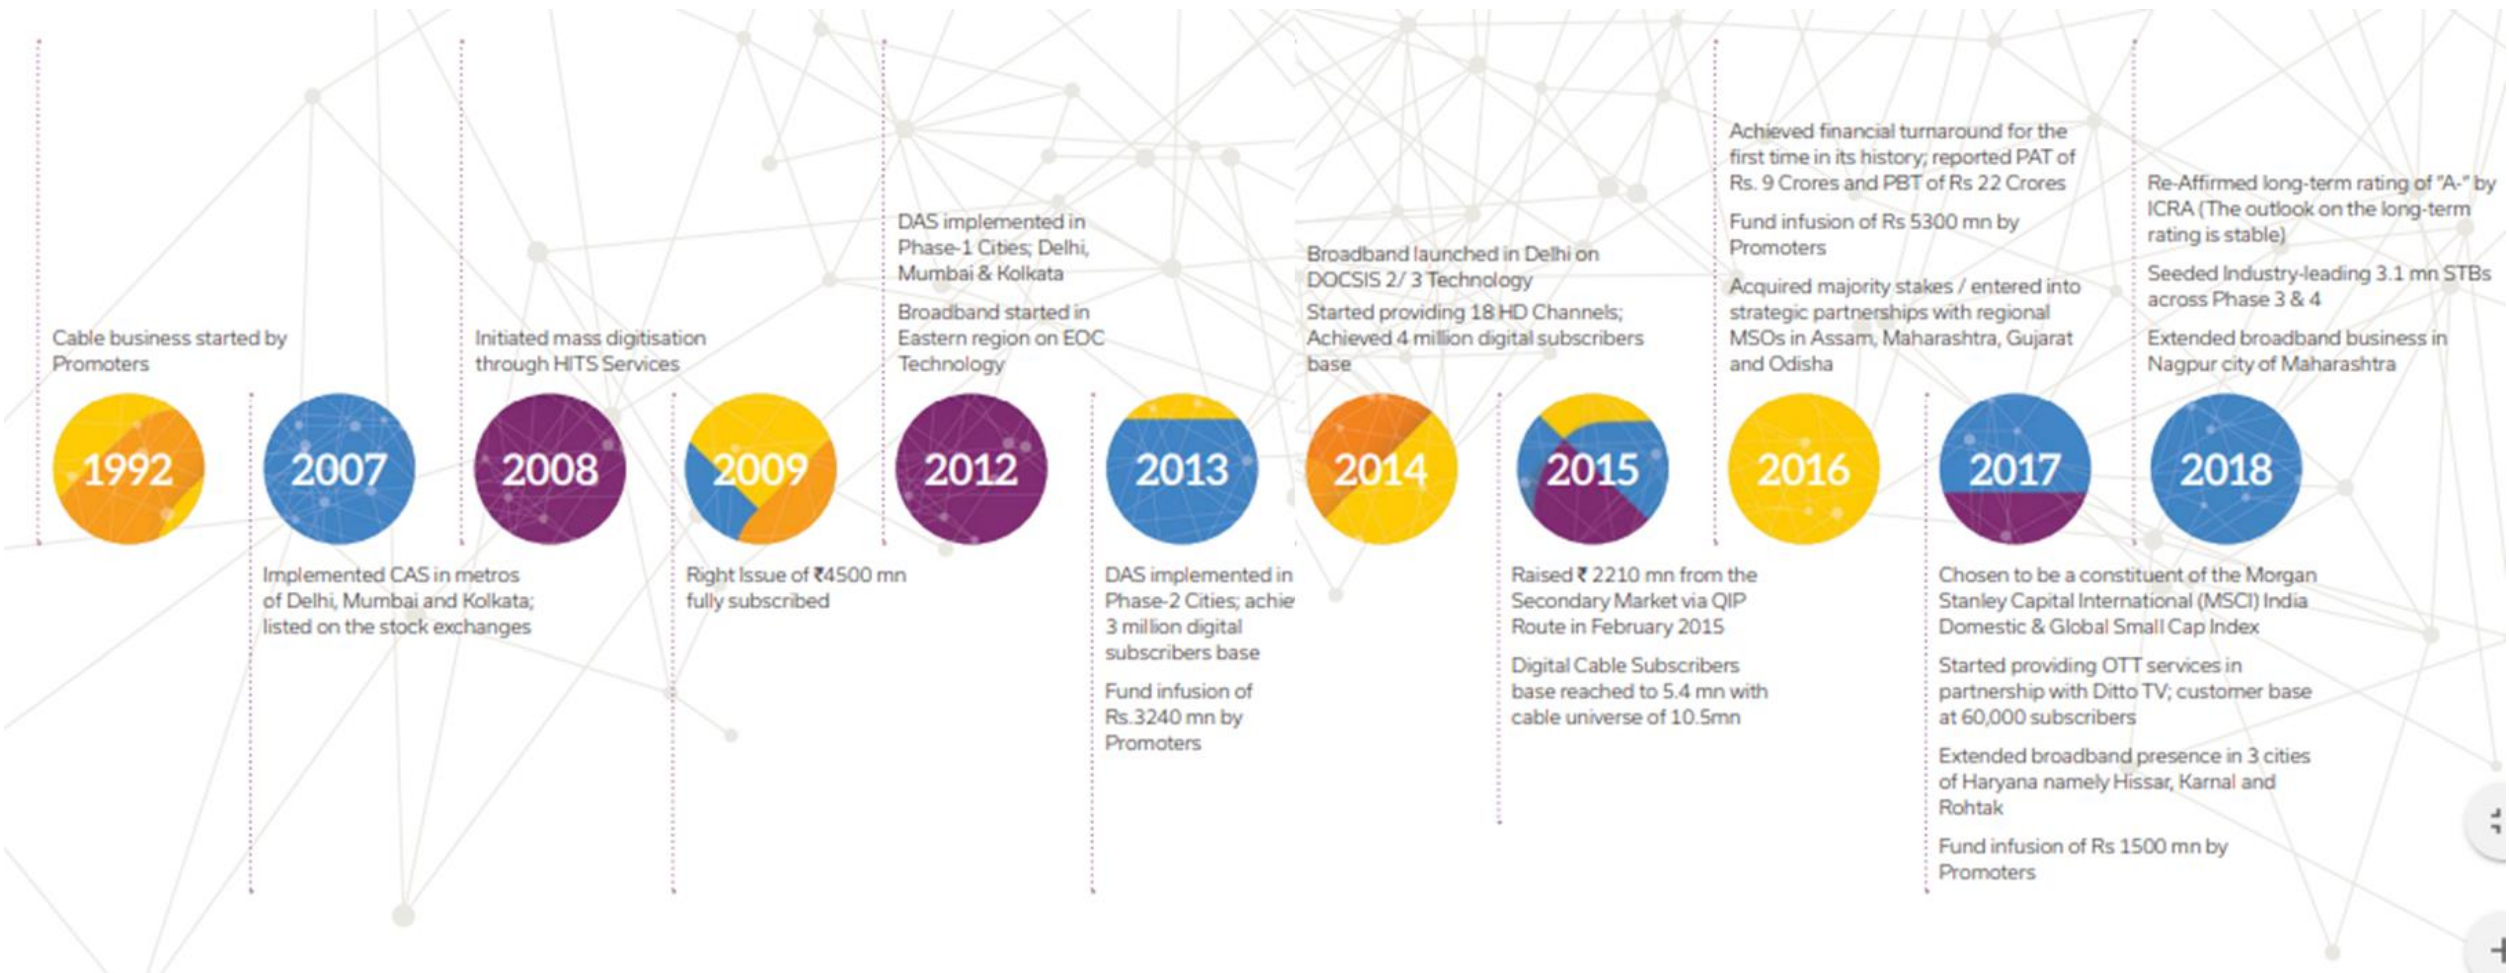 Cable business started by
Promoters
1992
2007
Implemented CAS in metros
of Delhi, Mumbai and Kolkata;
listed on the stock exchanges
Initiated mass digitisation
through HITS Services
2008
2009
Right Issue of ₹4500 mn
fully subscribed
DAS implemented in
Phase-1 Cities; Delhi,
Mumbai & Kolkata
Broadband started in
Eastern region on EOC
Technology
2012
2013
DAS implemented in
Phase-2 Cities; achie
3 million digital
subscribers base
Fund infusion of
Rs.3240 mn by
Promoters
Broadband launched in Delhi on
DOCSIS 2/ 3 Technology
Started providing 18 HD Channels;
Achieved 4 million digital subscribers
base
2014
2015
Raised ₹ 2210 mn from the
Secondary Market via QIP
Route in February 2015
Digital Cable Subscribers
base reached to 5.4 mn with
cable universe of 10.5mn
Achieved financial turnaround for the
first time in its history; reported PAT of
Rs. 9 Crores and PBT of Rs 22 Crores
Fund infusion of Rs 5300 mn by
Promoters
Acquired majority stakes / entered into
strategic partnerships with regional
MSOs in Assam, Maharashtra, Gujarat
and Odisha
2016
2017
Chosen to be a constituent of the Morgan
Stanley Capital International (MSCI) India
Domestic & Global Small Cap Index
Started providing OTT services in
partnership with Ditto TV; customer base
at 60,000 subscribers
Extended broadband presence in 3 cities
of Haryana namely Hissar, Karnal and
Rohtak
Fund infusion of Rs 1500 mn by
Promoters
Re-Affirmed long-term rating of "A-" by
ICRA (The outlook on the long-term
rating is stable)
Seeded Industry-leading 3.1 mn STBs
across Phase 3 & 4
Extended broadband business in
Nagpur city of Maharashtra
2018